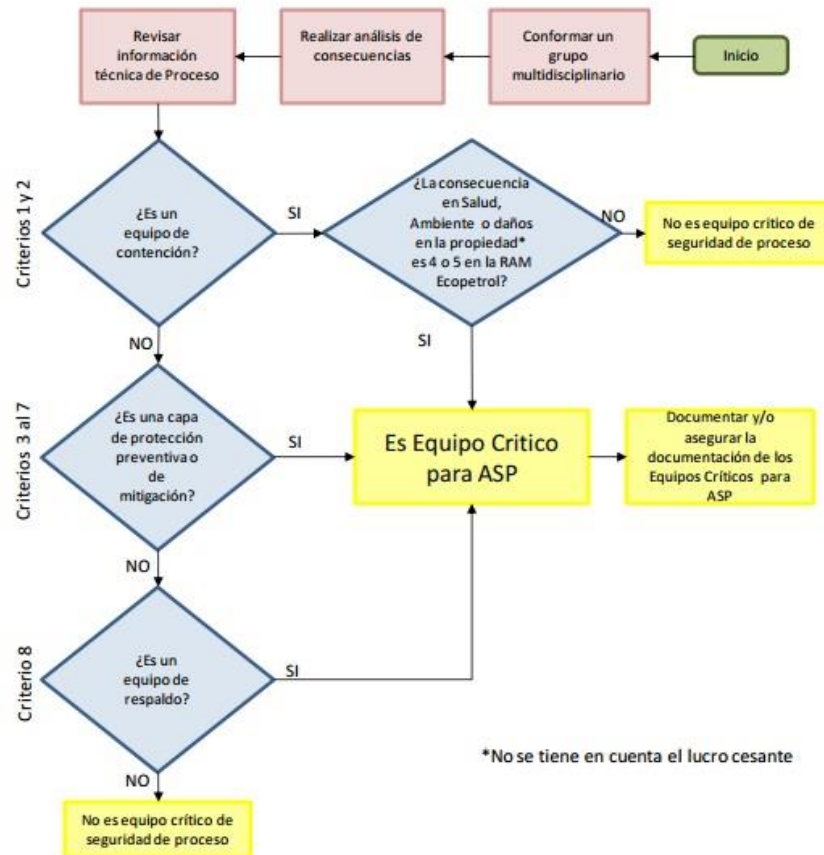 Revisar
información
técnica de Proceso
Realizar análisis de
consecuencias
Conformar un
grupo
multidisciplinario
Inicio
Criterios 1 y 2
¿Es un
equipo de
contención?
SI
¿La consecuencia
en Salud,
Ambiente o daños
en la propiedad*
es 4 o 5 en la RAM
Ecopetrol?
NO
No es equipo critico de
seguridad de proceso
NO
SI
Criterios 3 al 7
¿Es una capa
de protección
preventiva o
de
mitigación?
SI
Es Equipo Critico
para ASP
Documentar y/o
asegurar la
documentación de los
Equipos Críticos para
ASP
NO
Criterio 8
¿Es un
equipo de
respaldo?
SI
*No se tiene en cuenta el lucro cesante
NO
No es equipo crítico de
seguridad de proceso